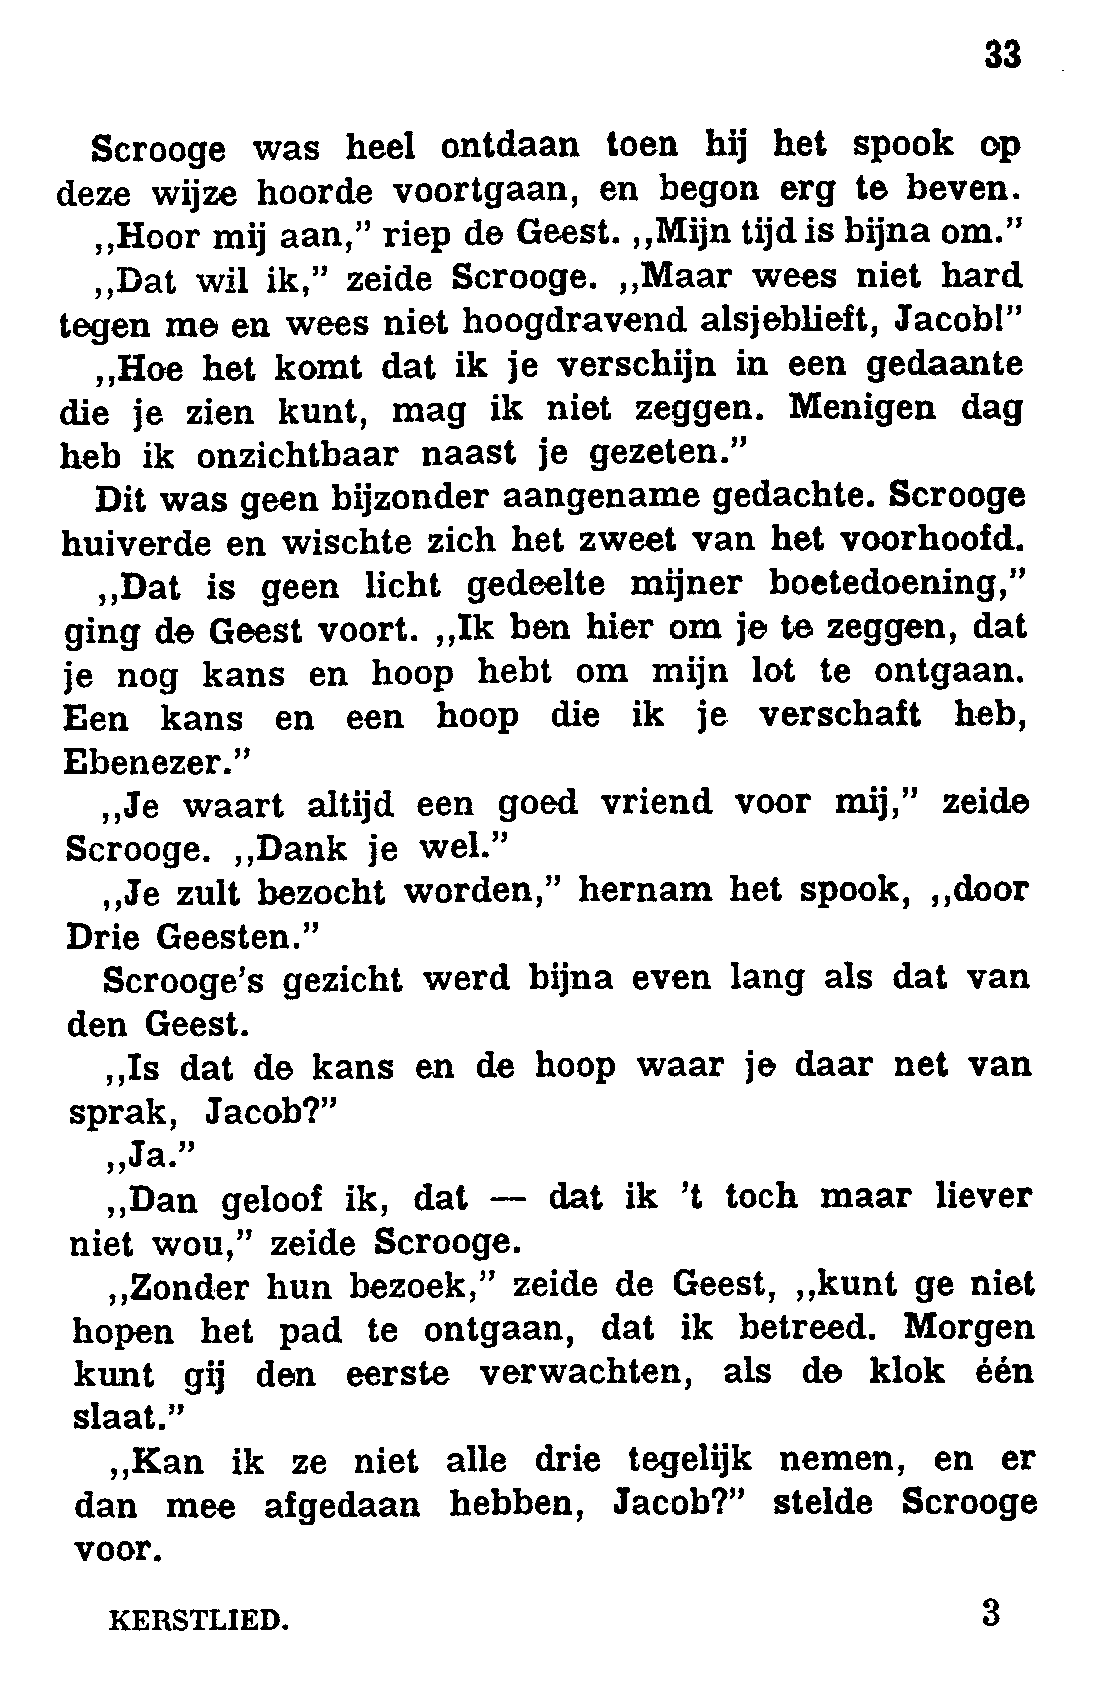 33
Scrooge was heel ontdaan toen hij het spook op
deze wijze hoorde voortgaan, en begon erg te beven.
,,Hoor mij aan,” riep de Geest. ,,Mijn tijd is bijna om.”
,,Dat wil ik,” zeide Scrooge. ,,Maar wees niet hard
tegen me en wees niet hoogdravend alsjeblieft, Jacob!”
,,Hoe het komt dat ik je verschijn in een gedaante
die je zien kunt, mag ik niet zeggen. Menigen dag
heb ik onzichtbaar naast je gezeten.”
Dit was geen bijzonder aangename gedachte. Scrooge
huiverde en wischte zich het zweet van het voorhoofd.
,,Dat is geen licht gedeelte mijner boetedoening,”
ging de Geest voort. ,,Ik ben hier om je te zeggen, dat
je nog kans en hoop hebt om mijn lot te ontgaan.
Een kans en een hoop die ik je verschaft heb,
Ebenezer.”
,,Je waart altijd een goed vriend voor mij,” zeide
Scrooge. ,,Dank je wel.”
,,Je zult bezocht worden,” hernam het spook, ,,door
Drie Geesten.”
Scrooge's gezicht werd bijna even lang als dat van
den Geest.
,,Is dat de kans en de hoop waar je daar net van
sprak, Jacob?”
,,Ja.”
,,Dan geloof ik, dat — dat ik 't toch maar liever
niet wou,” zeide Scrooge.
,,Zonder hun bezoek,” zeide de Geest, ,,kunt ge niet
hopen het pad te ontgaan, dat ik betreed. Morgen
kunt gij den eerste verwachten, als de klok één
slaat.”
,,Kan ik ze niet alle drie tegelijk nemen, en er
dan mee afgedaan hebben, Jacob?” stelde Scrooge
voor.
KERSTLIED. 3